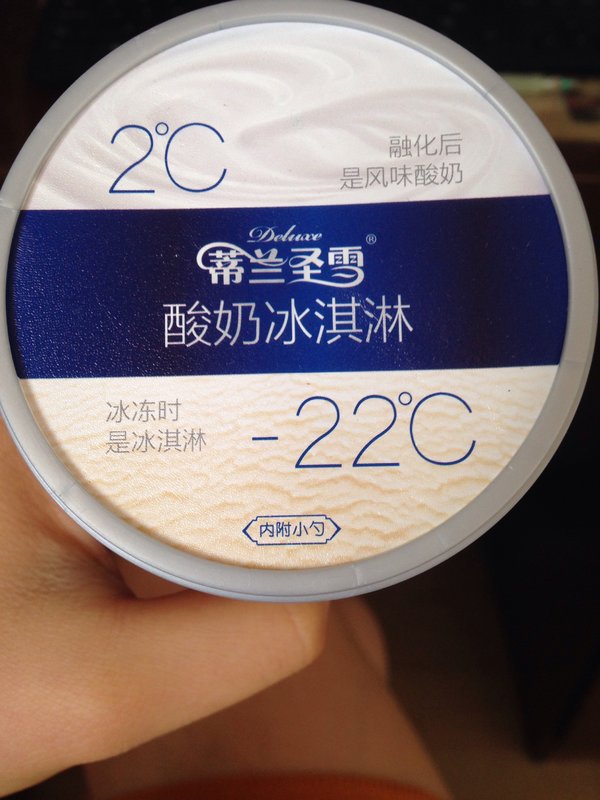 2℃
融化后
是风味酸奶
Deluxe
蒂兰圣雪®
酸奶冰淇淋
冰冻时
是冰淇淋
-22℃
内附小勺